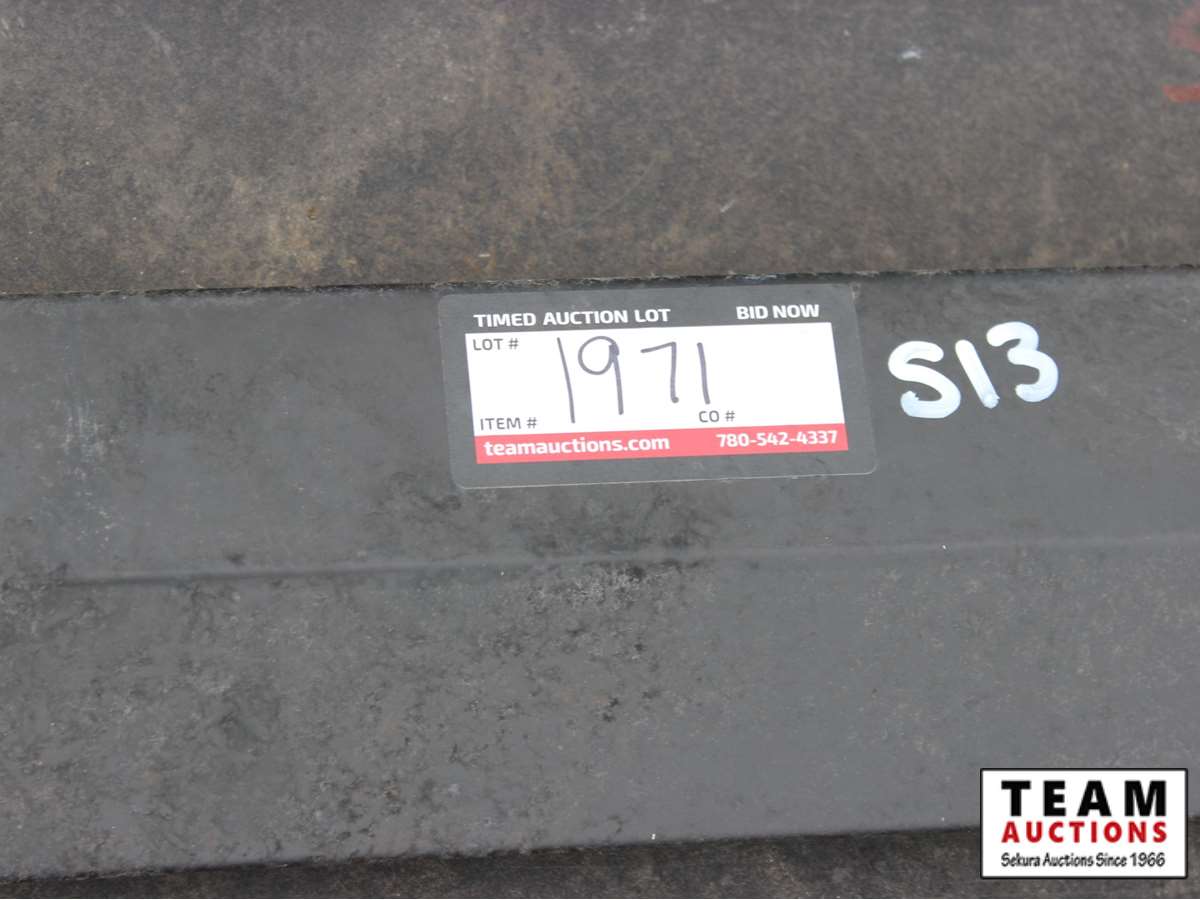 TIMED AUCTION LOT BID NOW
LOT # 1971
ITEM # CO #
teamauctions.com 780-542-4337
S13
TEAM
AUCTIONS
Sekura Auctions Since 1966